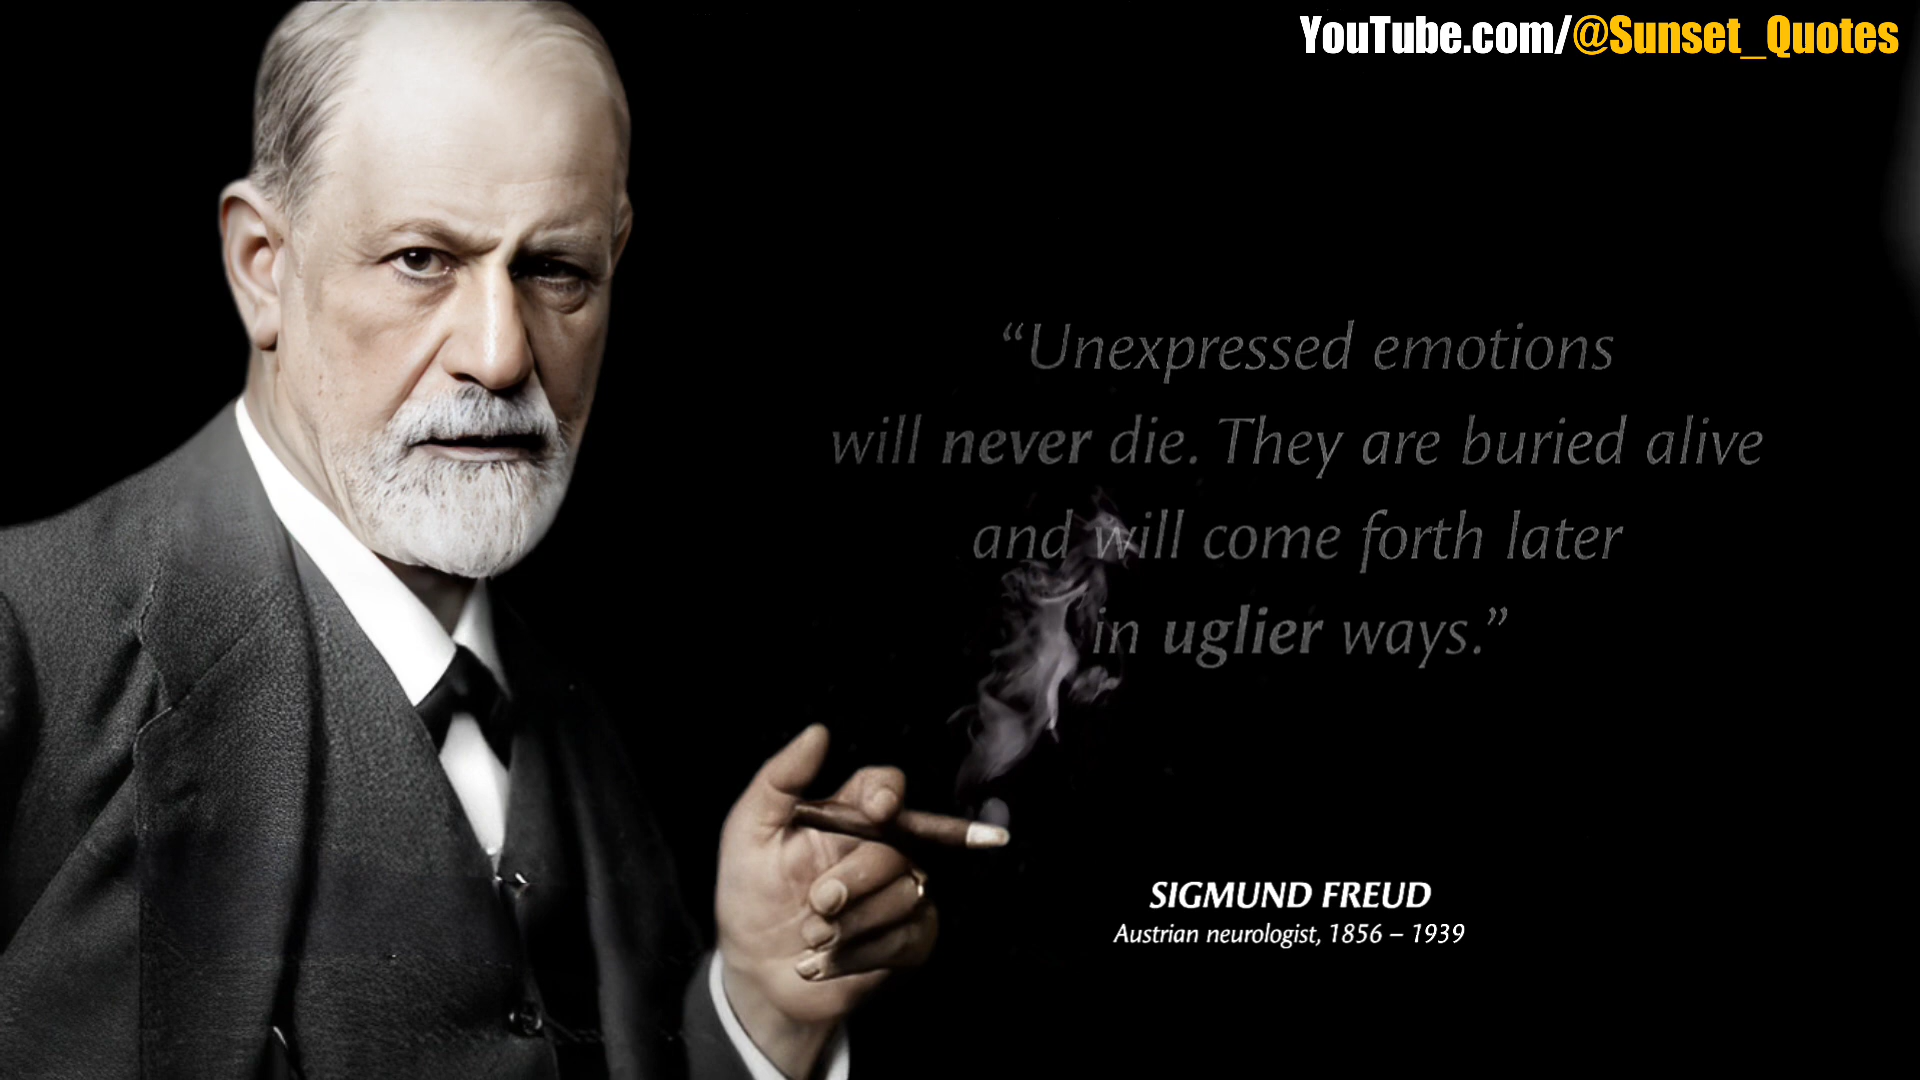 YouTube.com/@Sunset_Quotes
“Unexpressed emotions
will never die. They are buried alive
and will come forth later
in uglier ways.”
SIGMUND FREUD
Austrian neurologist, 1856 – 1939